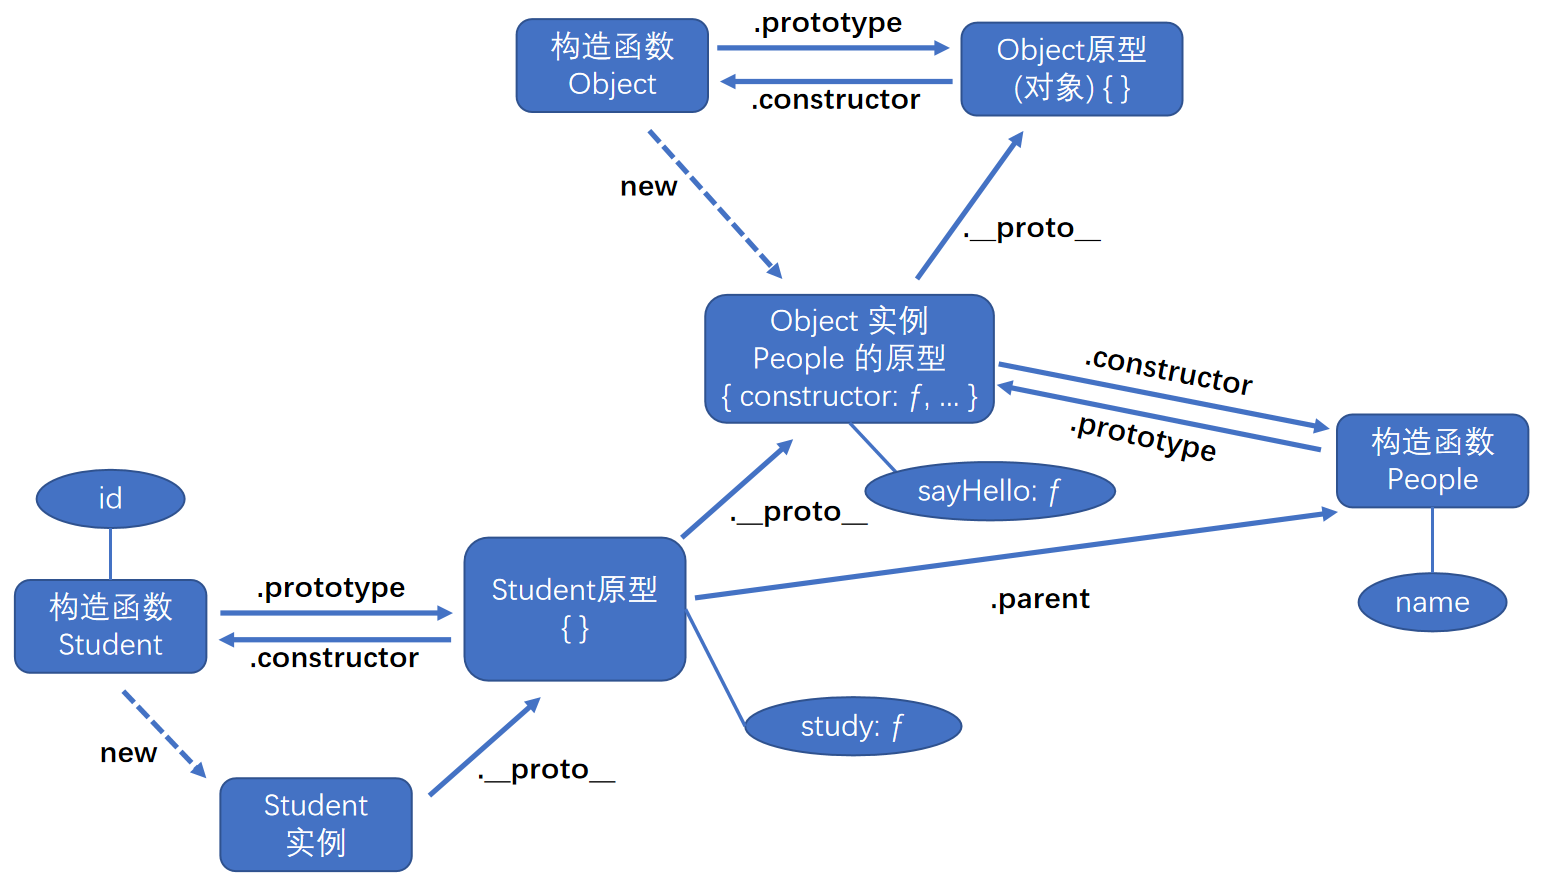 .prototype
构造函数
Object
Object原型
(对象) { }
.constructor
new
.__proto__
Object 实例
People 的原型
{ constructor: ƒ, ... }
.constructor
.prototype
构造函数
People
sayHello: ƒ
id
.__proto__
name
构造函数
Student
.prototype
.constructor
Student原型
{ }
.parent
study: ƒ
new
.__proto__
Student
实例